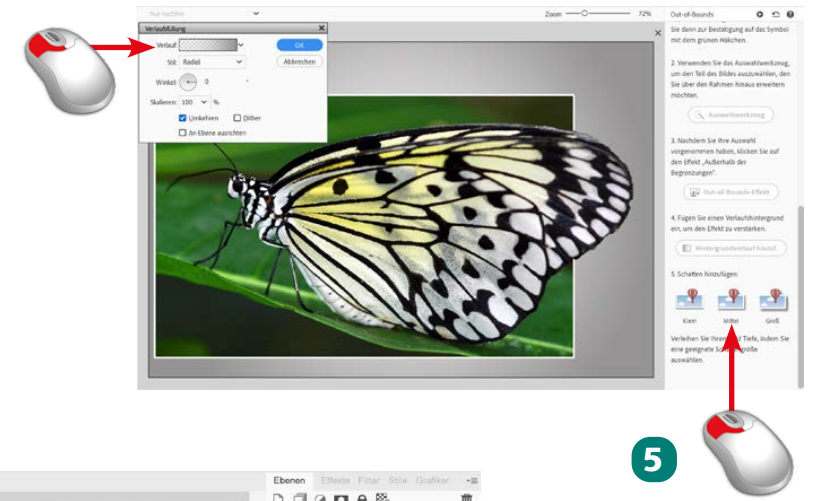 Nur nachher
Zoom: 72%
Out-of-Bounds
Verlaufsfüllung
Verlauf:
OK
Stil: Radial
Abbrechen
Winkel: 0 °
Skalieren: 100 %
Umkehren Dither
An Ebene ausrichten
Sie denn zur Bestätigung auf das Symbol
mit dem grünen Häkchen.
2. Verwenden Sie das Auswahlwerkzeug,
um den Teil des Bildes auszuwählen, den
Sie über den Rahmen hinaus erweitern
möchten.
Auswahlwerkzeug
3. Nachdem Sie Ihre Auswahl
vorgenommen haben, klicken Sie auf
den Effekt „Außerhalb der
Begrenzungen".
Out-of-Bounds-Effekt
4. Fügen Sie einen Verlaufshintergrund
ein, um den Effekt zu verstärken.
Hintergrundverlauf hinzuf.
5. Schatten hinzufügen:
Klein Mittel Groß
Verleihen Sie Ihrem Tiefe, indem Sie
eine geeignete
auswählen.
5
Ebenen Effekte Filter Stile Grafiken